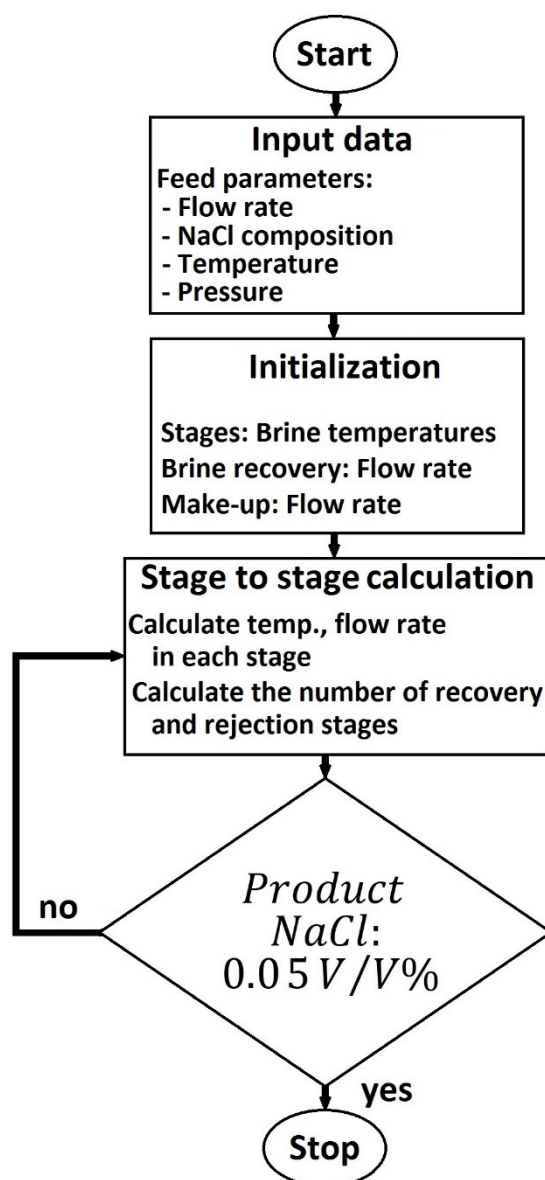 Start
Input data
Feed parameters:
- Flow rate
- NaCl composition
- Temperature
- Pressure
Initialization
Stages: Brine temperatures
Brine recovery: Flow rate
Make-up: Flow rate
Stage to stage calculation
Calculate temp., flow rate
in each stage
Calculate the number of recovery
and rejection stages
Product
NaCl:
0.05 V/V%
no
yes
Stop